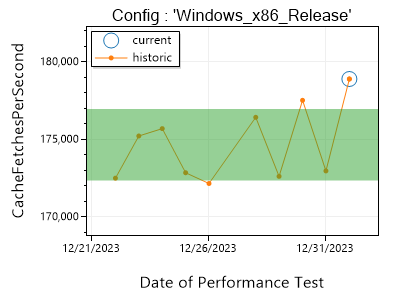 Config : 'Windows_x86_Release'
current
historic
CacheFetchesPerSecond
180,000
175,000
170,000
12/21/2023
12/26/2023
12/31/2023
Date of Performance Test